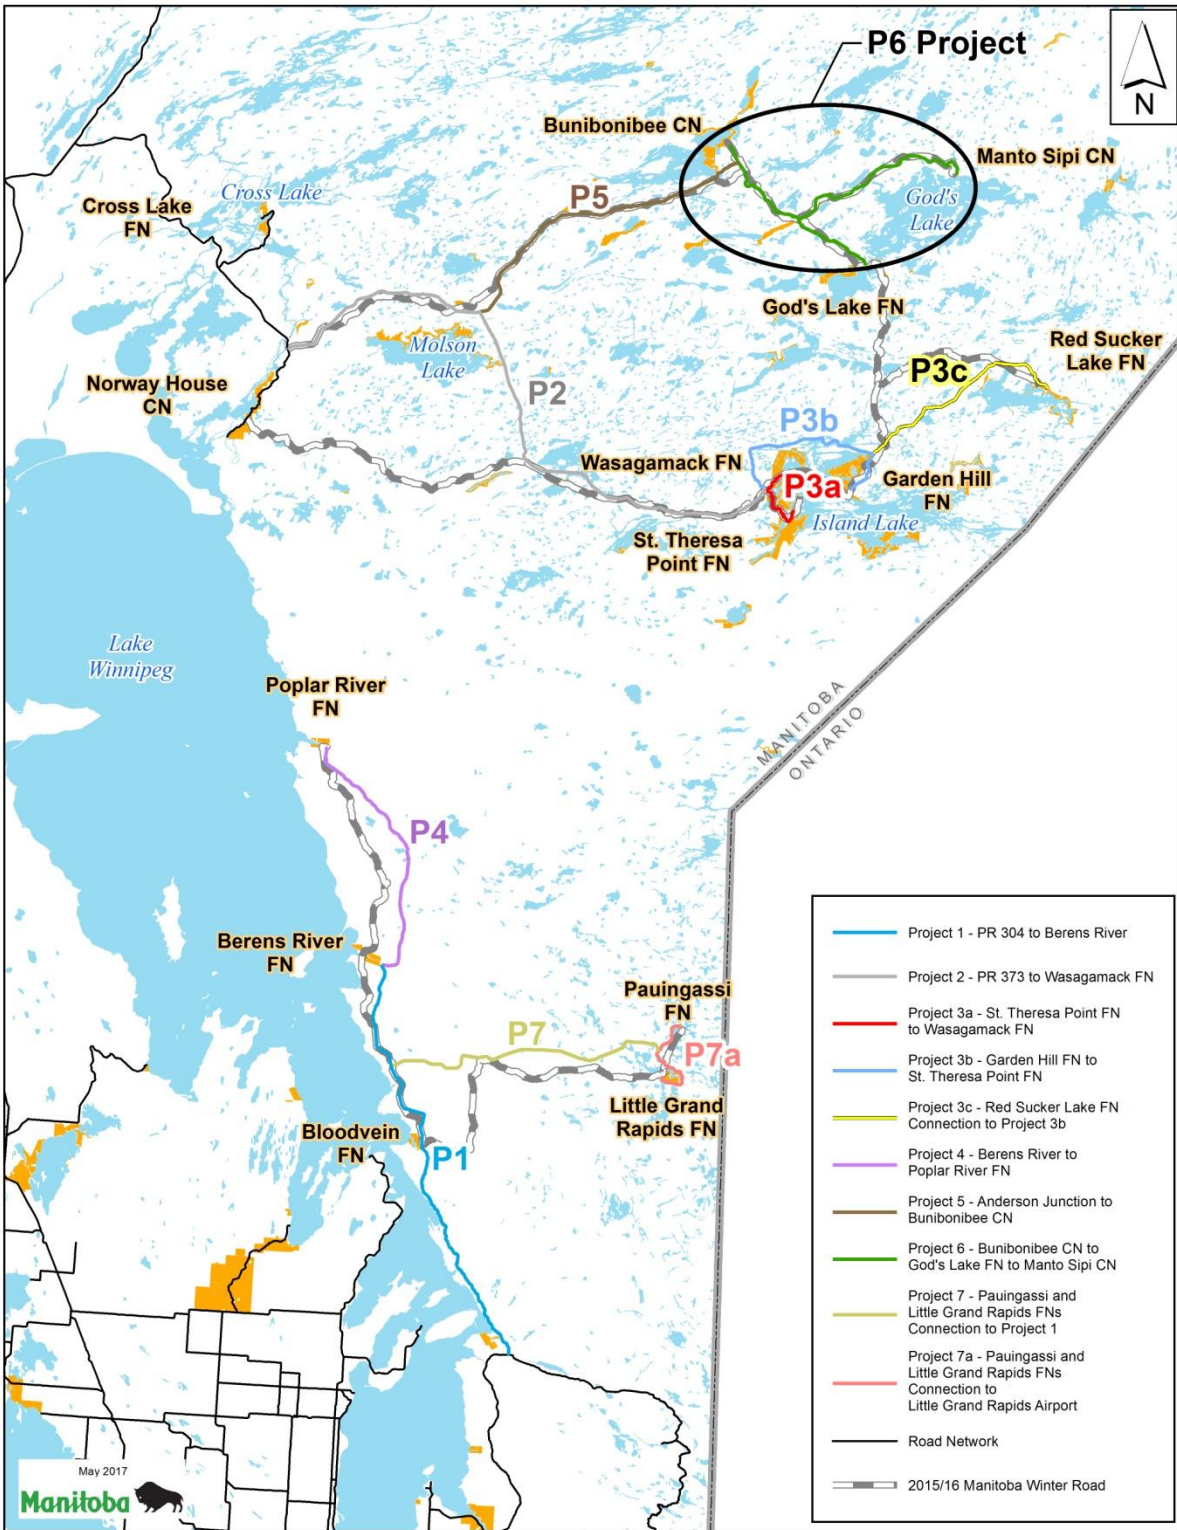 P6 Project
N
Bunibonibee CN
Manto Sipi CN
Cross Lake
Cross Lake
FN
P5
God's
Lake
God's Lake FN
Molson
Lake
Red Sucker
Lake FN
P3c
Norway House
CN
P2
P3b
Wasagamack FN
P3a
Garden Hill
FN
Island Lake
St. Theresa
Point FN
Lake
Winnipeg
Poplar River
FN
MANITOBA
ONTARIO
P4
Berens River
FN
Pauingassi
FN
P7
P7a
Little Grand
Rapids FN
Bloodvein
FN
P1
Project 1 - PR 304 to Berens River
Project 2 - PR 373 to Wasagamack FN
Project 3a - St. Theresa Point FN
to Wasagamack FN
Project 3b - Garden Hill FN to
St. Theresa Point FN
Project 3c - Red Sucker Lake FN
Connection to Project 3b
Project 4 - Berens River to
Poplar River FN
Project 5 - Anderson Junction to
Bunibonibee CN
Project 6 - Bunibonibee CN to
God's Lake FN to Manto Sipi CN
Project 7 - Pauingassi and
Little Grand Rapids FNs
Connection to Project 1
Project 7a - Pauingassi and
Little Grand Rapids FNs
Connection to
Little Grand Rapids Airport
Road Network
2015/16 Manitoba Winter Road
May 2017
Manitoba